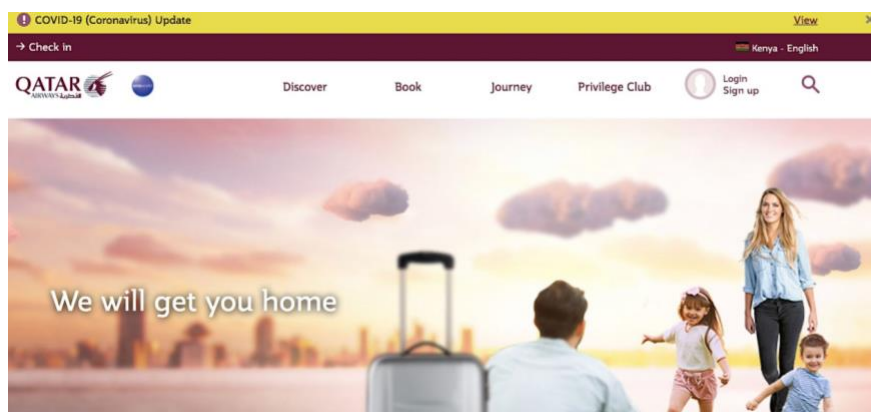 COVID-19 (Coronavirus) Update
View
→ Check in
Kenya - English
QATAR
AIRWAYS القطرية
Discover
Book
Journey
Privilege Club
Login
Sign up
We will get you home